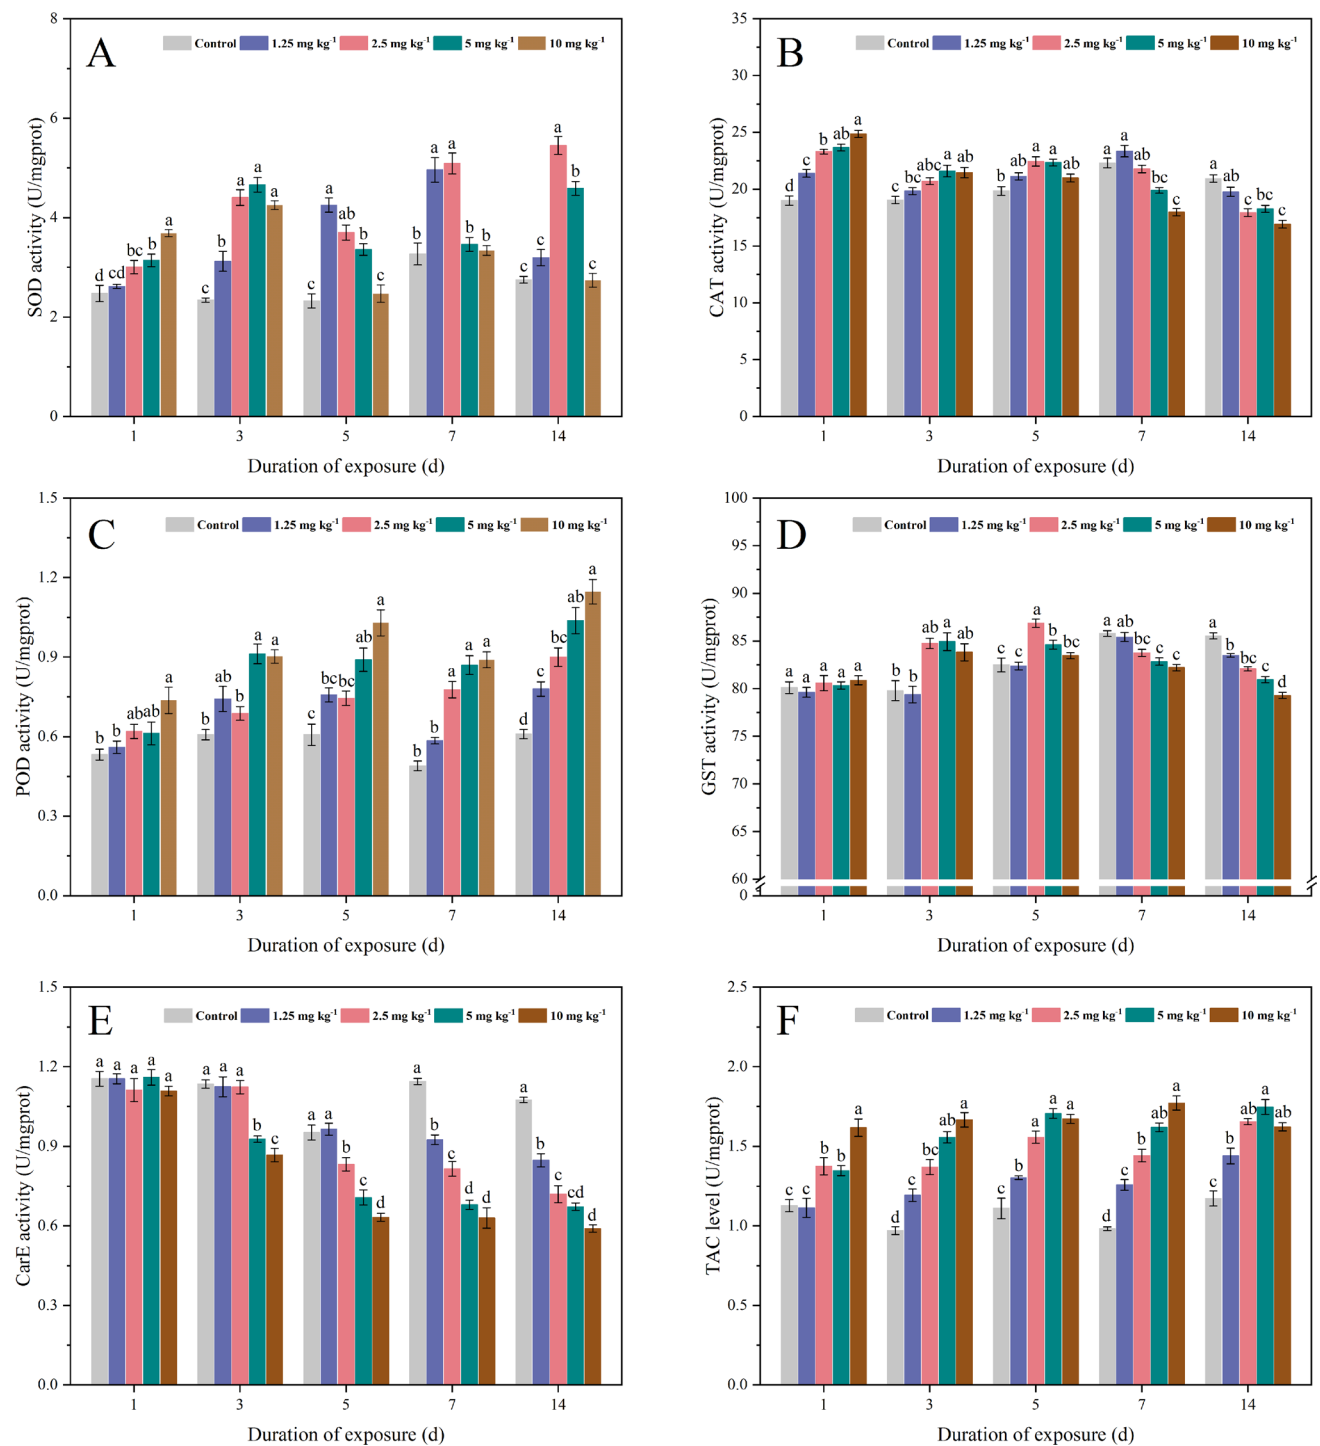 A
Control 1.25 mg kg⁻¹ 2.5 mg kg⁻¹ 5 mg kg⁻¹ 10 mg kg⁻¹
SOD activity (U/mgprot)
8
6
4
2
0
d cd bc b a
c b a a a
c a ab b c
b a a b b
c c a b c
1 3 5 7 14
Duration of exposure (d)
B
Control 1.25 mg kg⁻¹ 2.5 mg kg⁻¹ 5 mg kg⁻¹ 10 mg kg⁻¹
CAT activity (U/mgprot)
35
30
25
20
15
10
5
0
d c b ab a
c bc abc a ab
b ab a a ab
a a ab bc c
a ab c bc c
1 3 5 7 14
Duration of exposure (d)
C
Control 1.25 mg kg⁻¹ 2.5 mg kg⁻¹ 5 mg kg⁻¹ 10 mg kg⁻¹
POD activity (U/mgprot)
1.5
1.2
0.9
0.6
0.3
0.0
b b ab ab a
b ab b a a
c bc bc ab a
b b a a a
d c bc ab a
1 3 5 7 14
Duration of exposure (d)
D
Control 1.25 mg kg⁻¹ 2.5 mg kg⁻¹ 5 mg kg⁻¹ 10 mg kg⁻¹
GST activity (U/mgprot)
100
95
90
85
80
75
70
65
60
0
a a a a a
b b ab a ab
c c a b c
a ab bc c c
a b bc c d
1 3 5 7 14
Duration of exposure (d)
E
Control 1.25 mg kg⁻¹ 2.5 mg kg⁻¹ 5 mg kg⁻¹ 10 mg kg⁻¹
CarE activity (U/mgprot)
1.5
1.2
0.9
0.6
0.3
0.0
a a a a a
a a a b c
a a b c d
a b c d d
a b c cd d
1 3 5 7 14
Duration of exposure (d)
F
Control 1.25 mg kg⁻¹ 2.5 mg kg⁻¹ 5 mg kg⁻¹ 10 mg kg⁻¹
TAC level (U/mgprot)
2.5
2.0
1.5
1.0
0.5
0.0
c c b b a
d c bc ab a
c b a a a
d c b ab a
c b ab a ab
1 3 5 7 14
Duration of exposure (d)